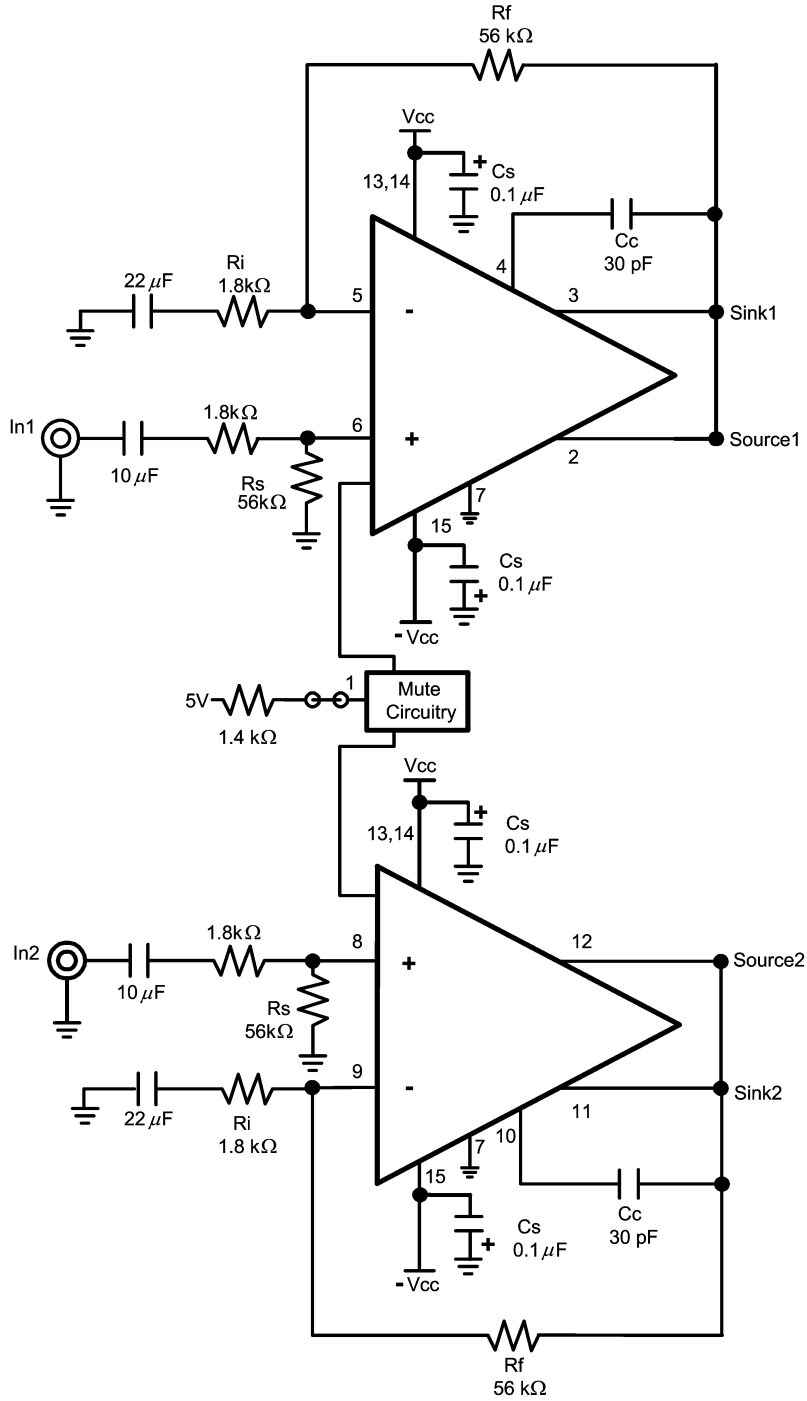 Rf
56 kΩ
Vcc
+
Cs
0.1 µF
13,14
4
Cc
30 pF
Ri
1.8kΩ
22 µF
5
-
3
Sink1
In1
1.8kΩ
6
+
Source1
2
10 µF
Rs
56kΩ
7
15
Cs
0.1 µF
+
-Vcc
5V
1
Mute
Circuitry
1.4 kΩ
Vcc
+
Cs
0.1 µF
13,14
In2
1.8kΩ
8
+
12
Source2
10 µF
Rs
56kΩ
9
-
Sink2
11
22 µF
Ri
1.8 kΩ
10
7
15
Cc
30 pF
Cs
0.1 µF
+
-Vcc
Rf
56 kΩ